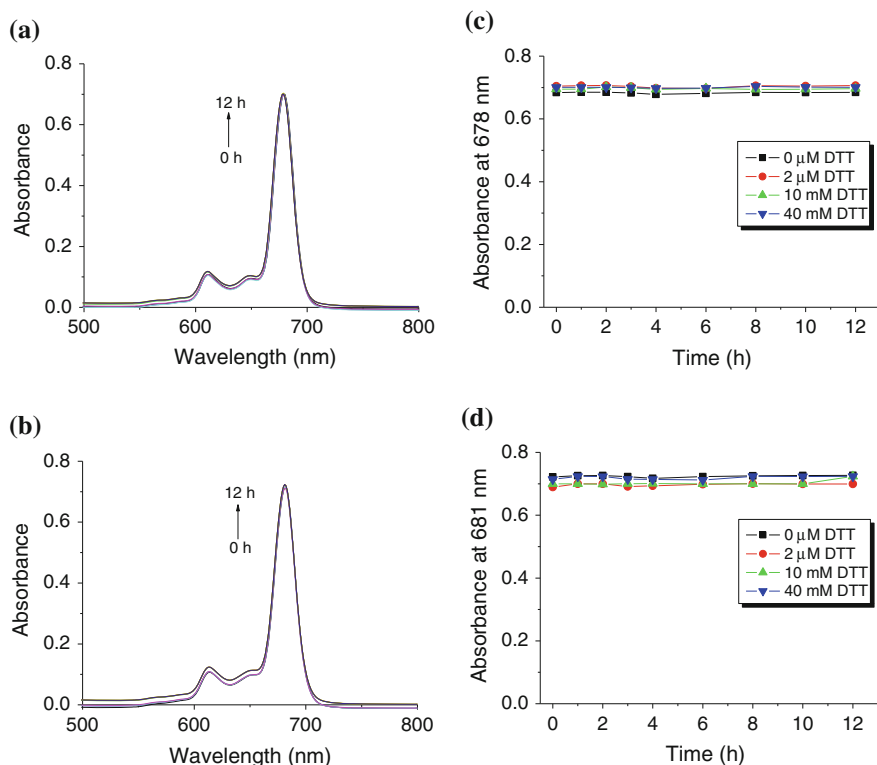 (a)
0.8
0.6
0.4
0.2
0.0
Absorbance
12 h
0 h
500
600
700
800
Wavelength (nm)
(c)
0.8
0.6
0.4
0.2
0.0
Absorbance at 678 nm
0 μM DTT
2 μM DTT
10 mM DTT
40 mM DTT
0
2
4
6
8
10
12
Time (h)
(b)
0.8
0.6
0.4
0.2
0.0
Absorbance
12 h
0 h
500
600
700
800
Wavelength (nm)
(d)
0.8
0.6
0.4
0.2
0.0
Absorbance at 681 nm
0 μM DTT
2 μM DTT
10 mM DTT
40 mM DTT
0
2
4
6
8
10
12
Time (h)